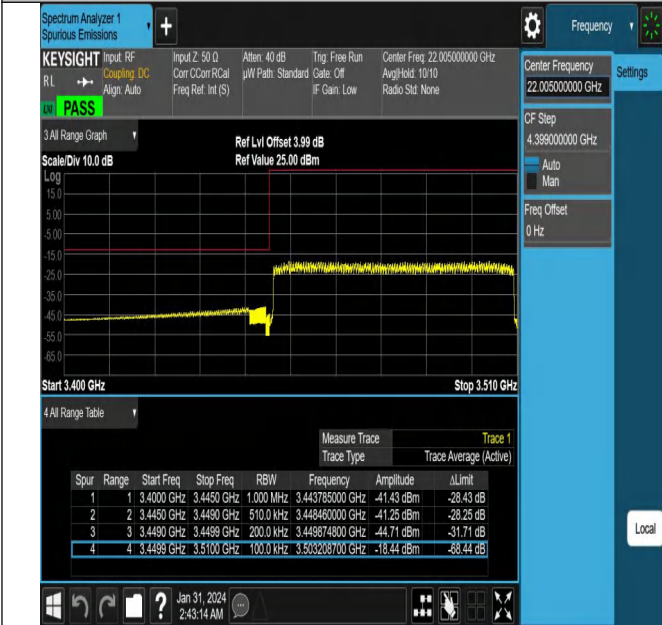 Spectrum Analyzer 1
Spurious Emissions
+
Frequency
KEYSIGHT Input: RF Input Z: 50 Ω Atten: 40 dB Trig: Free Run Center Freq: 22.005000000 GHz
RL Coupling: DC Corr CCorr RCal µW Path: Standard Gate: Off Avg|Hold: 10/10
Align: Auto Freq Ref: Int (S) IF Gain: Low Radio Std: None
LXI PASS
Center Frequency
22.005000000 GHz
Settings
CF Step
4.399000000 GHz
Auto
Man
Freq Offset
0 Hz
3 All Range Graph
Ref Lvl Offset 3.99 dB
Scale/Div 10.0 dB Ref Value 25.00 dBm
Log
15.0
5.00
-5.00
-15.0
-25.0
-35.0
-45.0
-55.0
-65.0
Start 3.400 GHz Stop 3.510 GHz
4 All Range Table
Measure Trace Trace 1
Trace Type Trace Average (Active)
Spur Range Start Freq Stop Freq RBW Frequency Amplitude ΔLimit
1 1 3.4000 GHz 3.4450 GHz 1.000 MHz 3.443785000 GHz -41.43 dBm -28.43 dB
2 2 3.4450 GHz 3.4490 GHz 510.0 kHz 3.448460000 GHz -41.25 dBm -28.25 dB
3 3 3.4490 GHz 3.4499 GHz 200.0 kHz 3.449874800 GHz -44.71 dBm -31.71 dB
4 4 3.4499 GHz 3.5100 GHz 100.0 kHz 3.503208700 GHz -18.44 dBm -68.44 dB
Local
?
Jan 31, 2024
2:43:14 AM